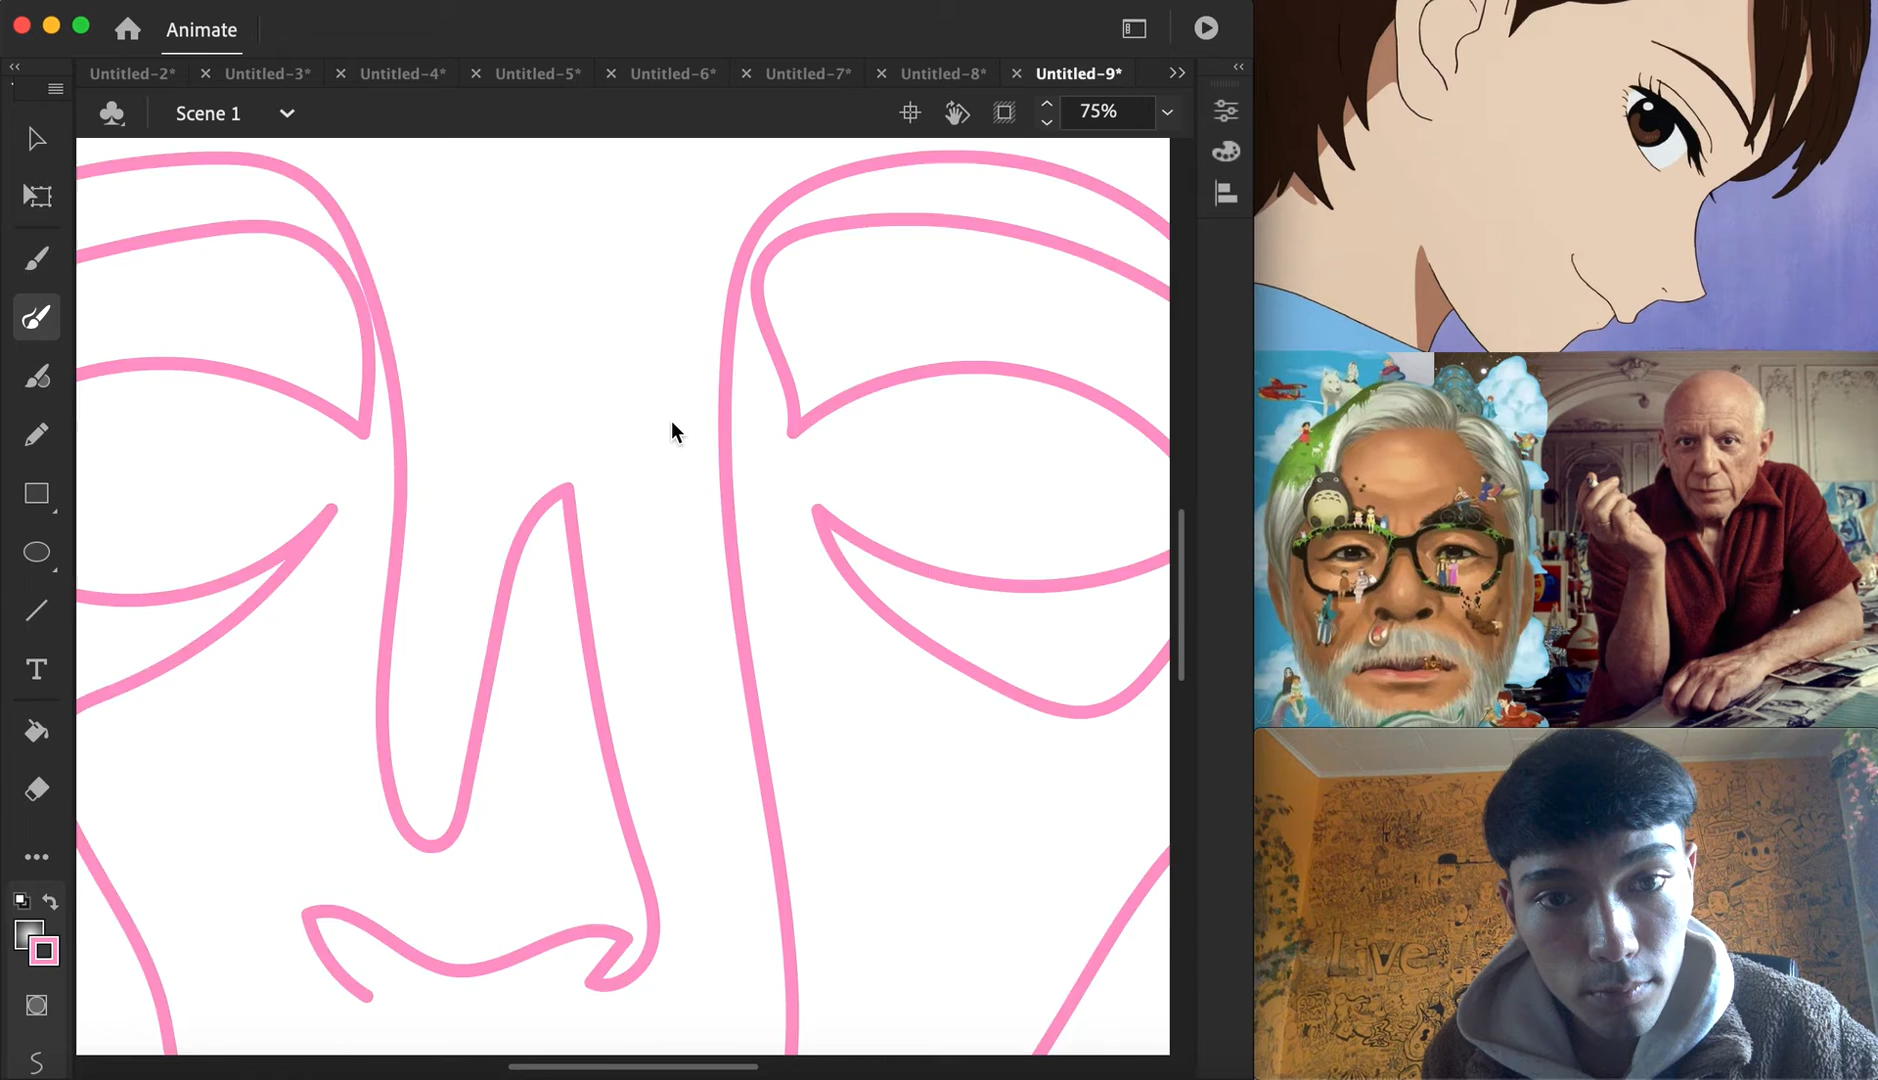 Animate
Untitled-2* Untitled-3* Untitled-4* Untitled-5* Untitled-6* Untitled-7* Untitled-8* Untitled-9*
Scene 1
75%
Live